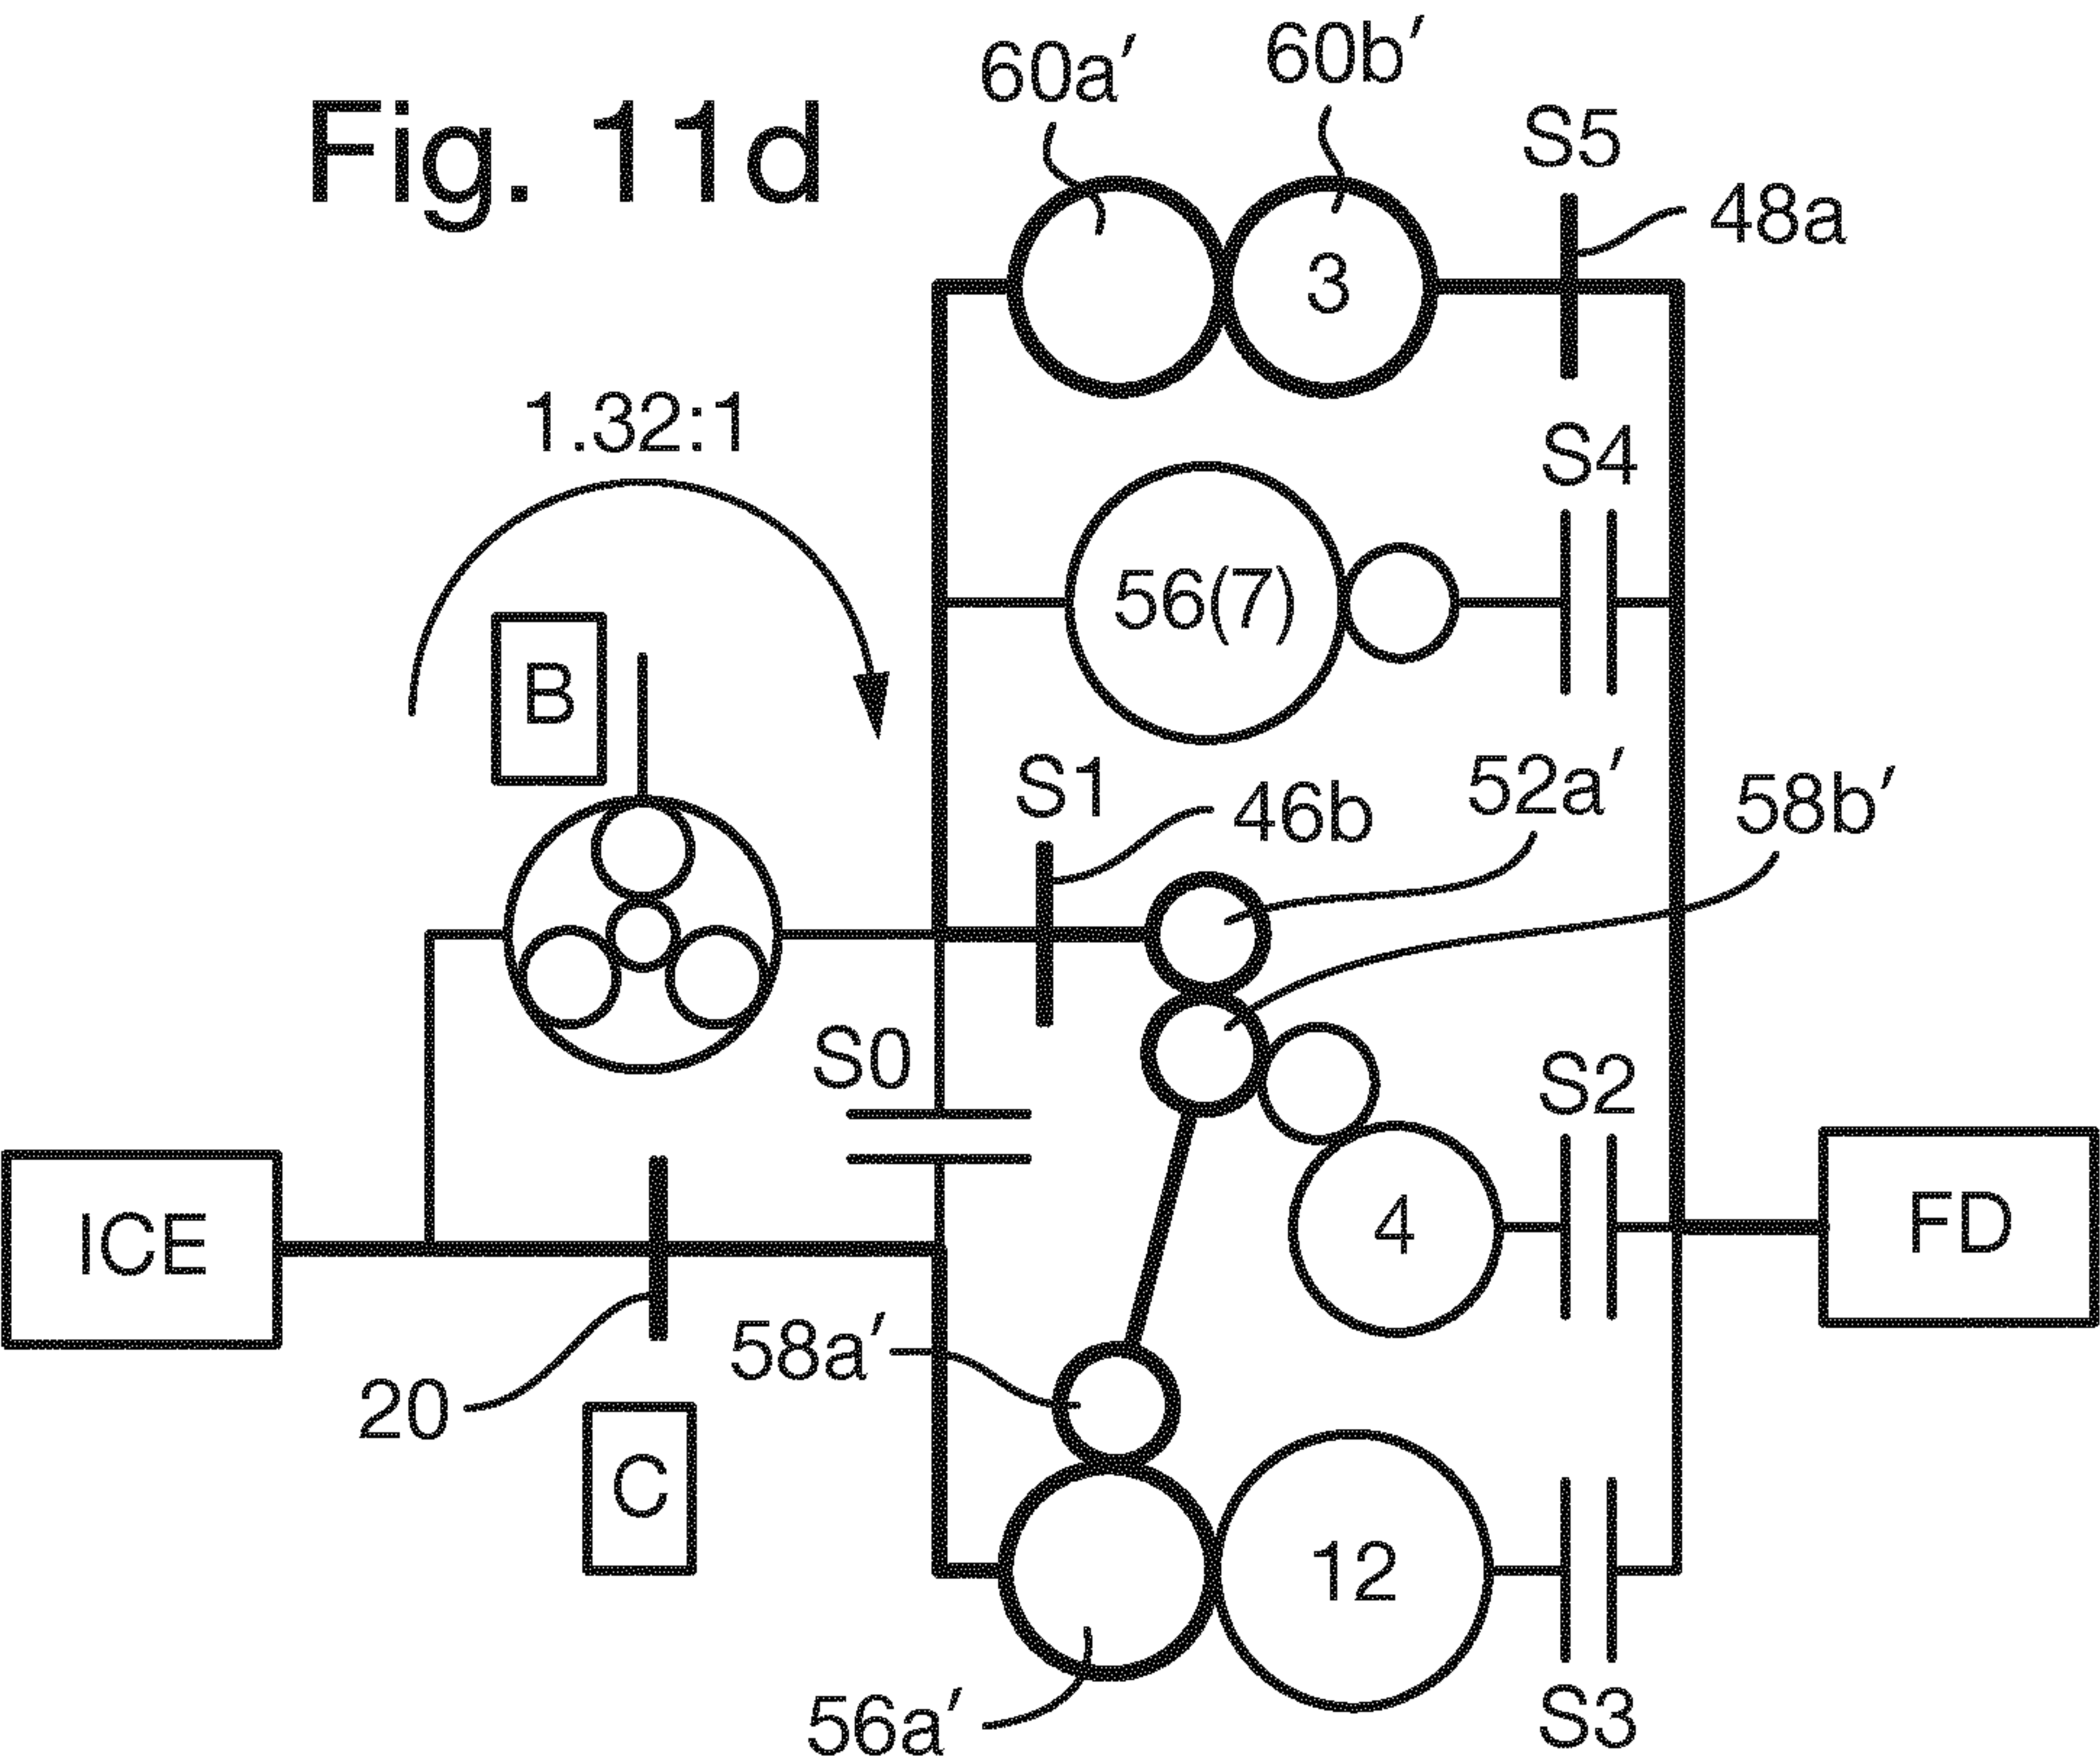 Fig. 11d
60a′
60b′
S5
48a
3
1.32:1
S4
56(7)
B
S1
46b
52a′
58b′
S0
S2
ICE
4
FD
58a′
20
C
12
56a′
S3